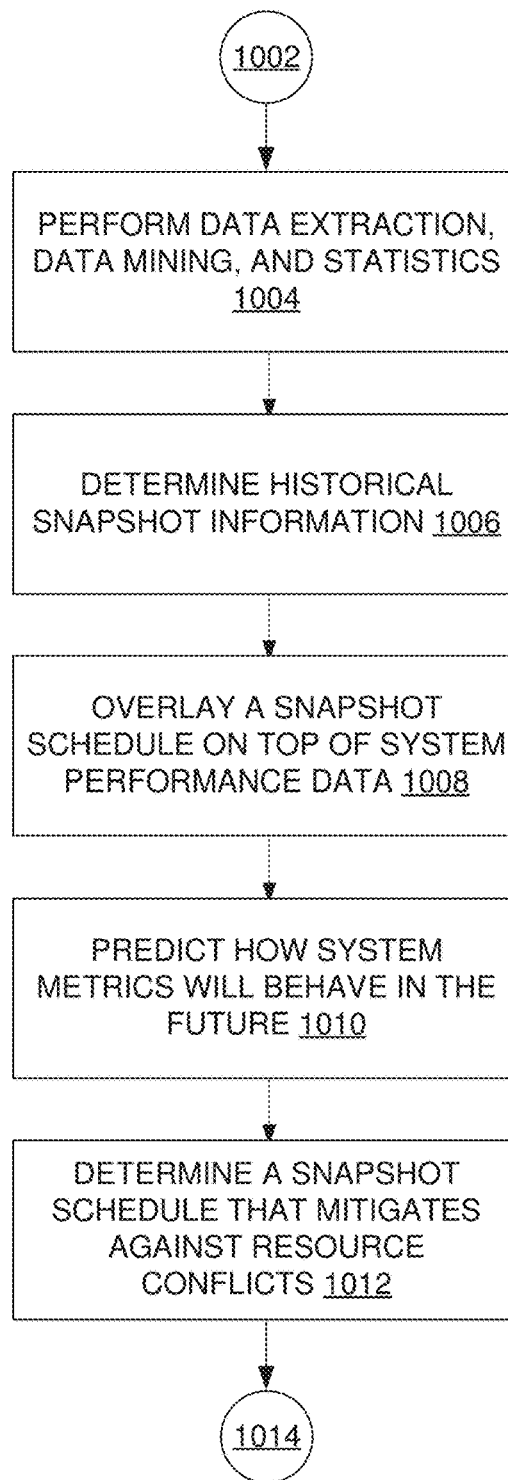 1002
PERFORM DATA EXTRACTION,
DATA MINING, AND STATISTICS
1004
DETERMINE HISTORICAL
SNAPSHOT INFORMATION 1006
OVERLAY A SNAPSHOT
SCHEDULE ON TOP OF SYSTEM
PERFORMANCE DATA 1008
PREDICT HOW SYSTEM
METRICS WILL BEHAVE IN THE
FUTURE 1010
DETERMINE A SNAPSHOT
SCHEDULE THAT MITIGATES
AGAINST RESOURCE
CONFLICTS 1012
1014